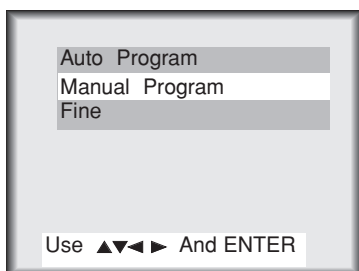 Auto Program
Manual Program
Fine
Use ▲▼◄ ► And ENTER